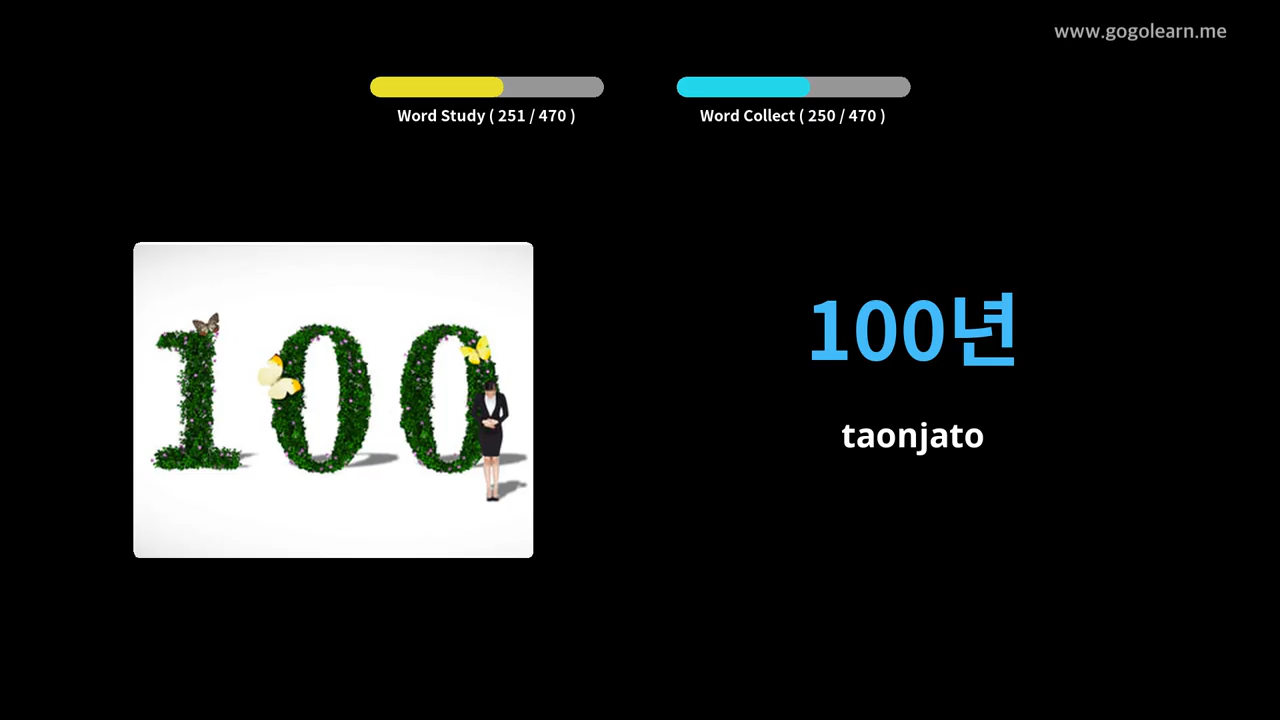 www.gogolearn.me
Word Study ( 251 / 470 )
Word Collect ( 250 / 470 )
100
100년
taonjato